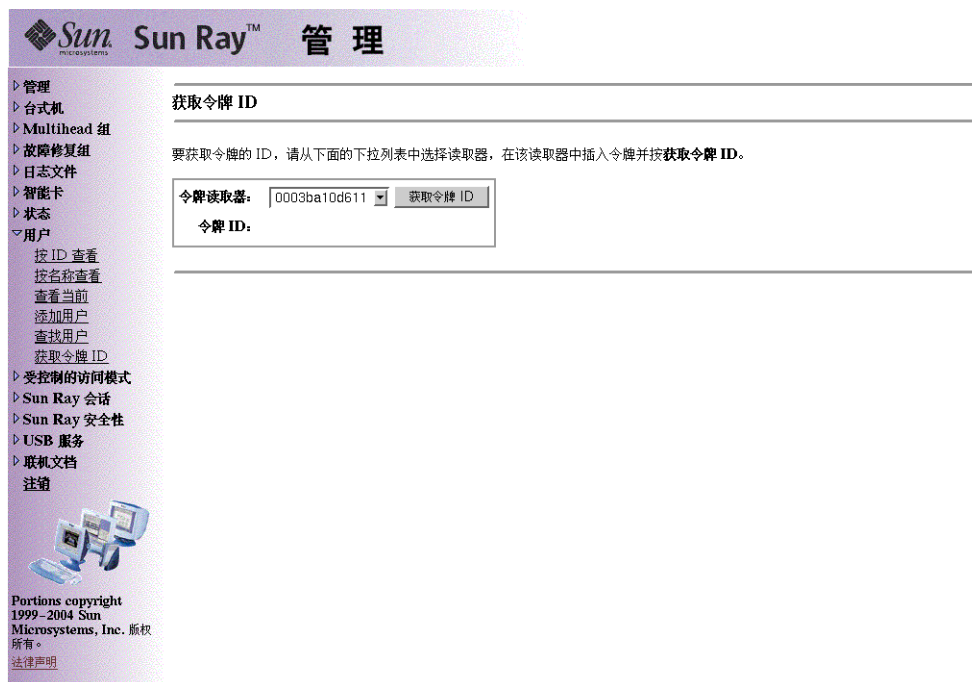 Sun microsystems Sun Ray™ 管 理
管理
台式机
Multihead 组
故障修复组
日志文件
智能卡
状态
用户
按 ID 查看
按名称查看
查看当前
添加用户
查找用户
获取令牌 ID
受控制的访问模式
Sun Ray 会话
Sun Ray 安全性
USB 服务
联机文档
注销
Portions copyright
1999-2004 Sun
Microsystems, Inc. 版权
所有。
法律声明
获取令牌 ID
要获取令牌的 ID，请从下面的下拉列表中选择读取器，在该读取器中插入令牌并按获取令牌 ID。
令牌读取器： 0003ba10d611 获取令牌 ID
令牌 ID：